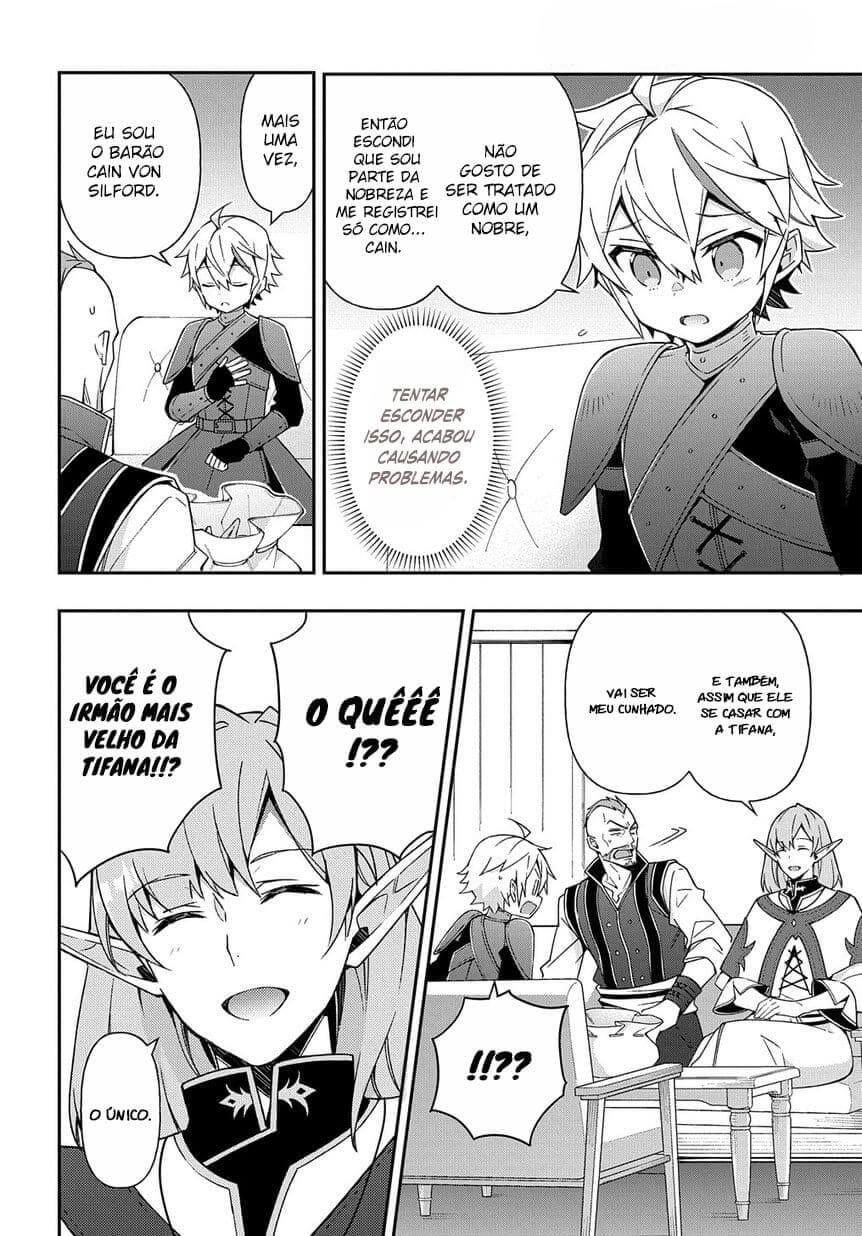 NÃO
GOSTO DE
SER TRATADO
COMO UM
NOBRE,
ENTÃO
ESCONDI
QUE SOU
PARTE DA
NOBREZA E
ME REGISTREI
SÓ COMO...
CAIN.
TENTAR
ESCONDER
ISSO, ACABOU
CAUSANDO
PROBLEMAS.
MAIS
UMA
VEZ,
EU SOU
O BARÃO
CAIN VON
SILFORD.
E TAMBÉM,
ASSIM QUE ELE
SE CASAR COM
A TIFANA,
VAI SER
MEU CUNHADO.
!!??
O QUÊÊÊ
!??
VOCÊ É O
IRMÃO MAIS
VELHO DA
TIFANA!!?
O ÚNICO.